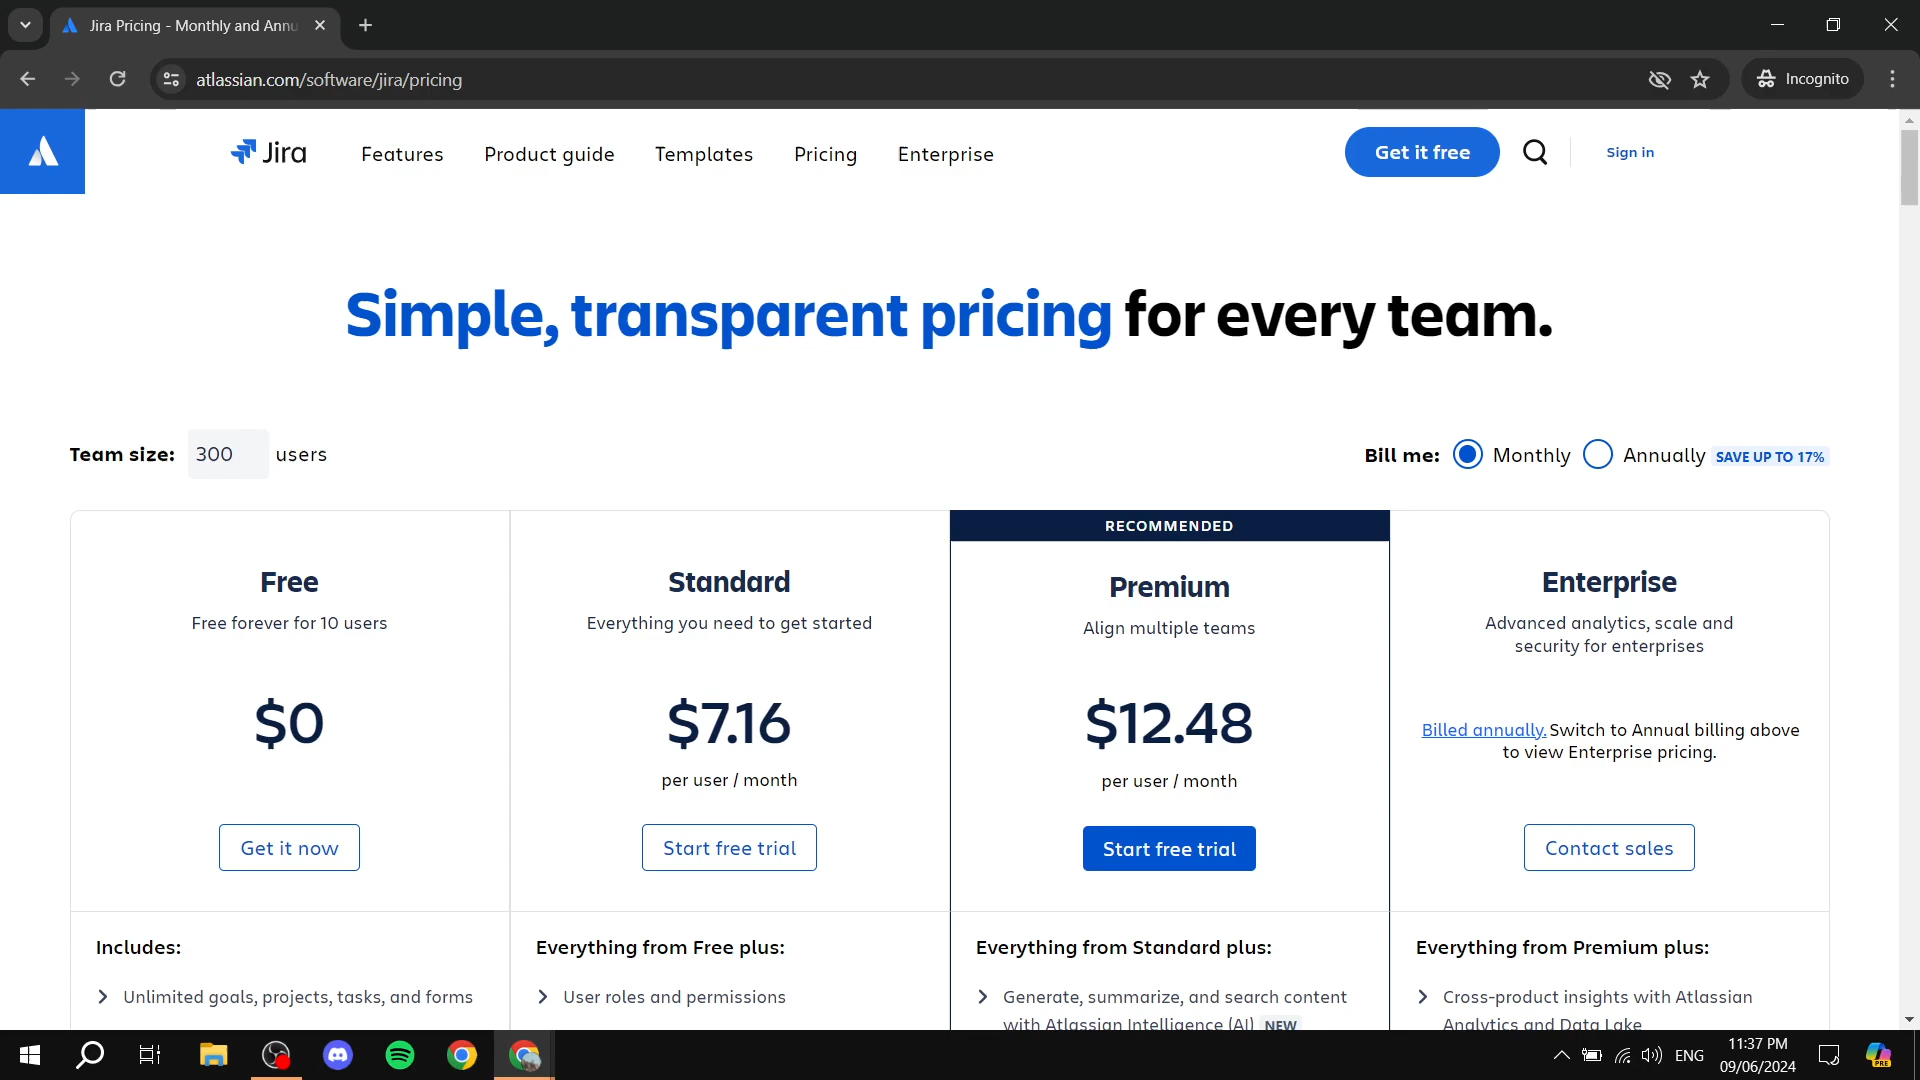 Jira Pricing - Monthly and Annu
atlassian.com/software/jira/pricing
Incognito
Jira
Features
Product guide
Templates
Pricing
Enterprise
Get it free
Sign in
Simple, transparent pricing for every team.
Team size: 300 users
Bill me: Monthly Annually SAVE UP TO 17%
RECOMMENDED
Free
Free forever for 10 users
$0
Get it now
Includes:
Unlimited goals, projects, tasks, and forms
Standard
Everything you need to get started
$7.16
per user / month
Start free trial
Everything from Free plus:
User roles and permissions
Premium
Align multiple teams
$12.48
per user / month
Start free trial
Everything from Standard plus:
Generate, summarize, and search content
with Atlassian Intelligence (AI) NEW
Enterprise
Advanced analytics, scale and
security for enterprises
Billed annually. Switch to Annual billing above
to view Enterprise pricing.
Contact sales
Everything from Premium plus:
Cross-product insights with Atlassian
Analytics and Data Lake
ENG
11:37 PM
09/06/2024
PRE